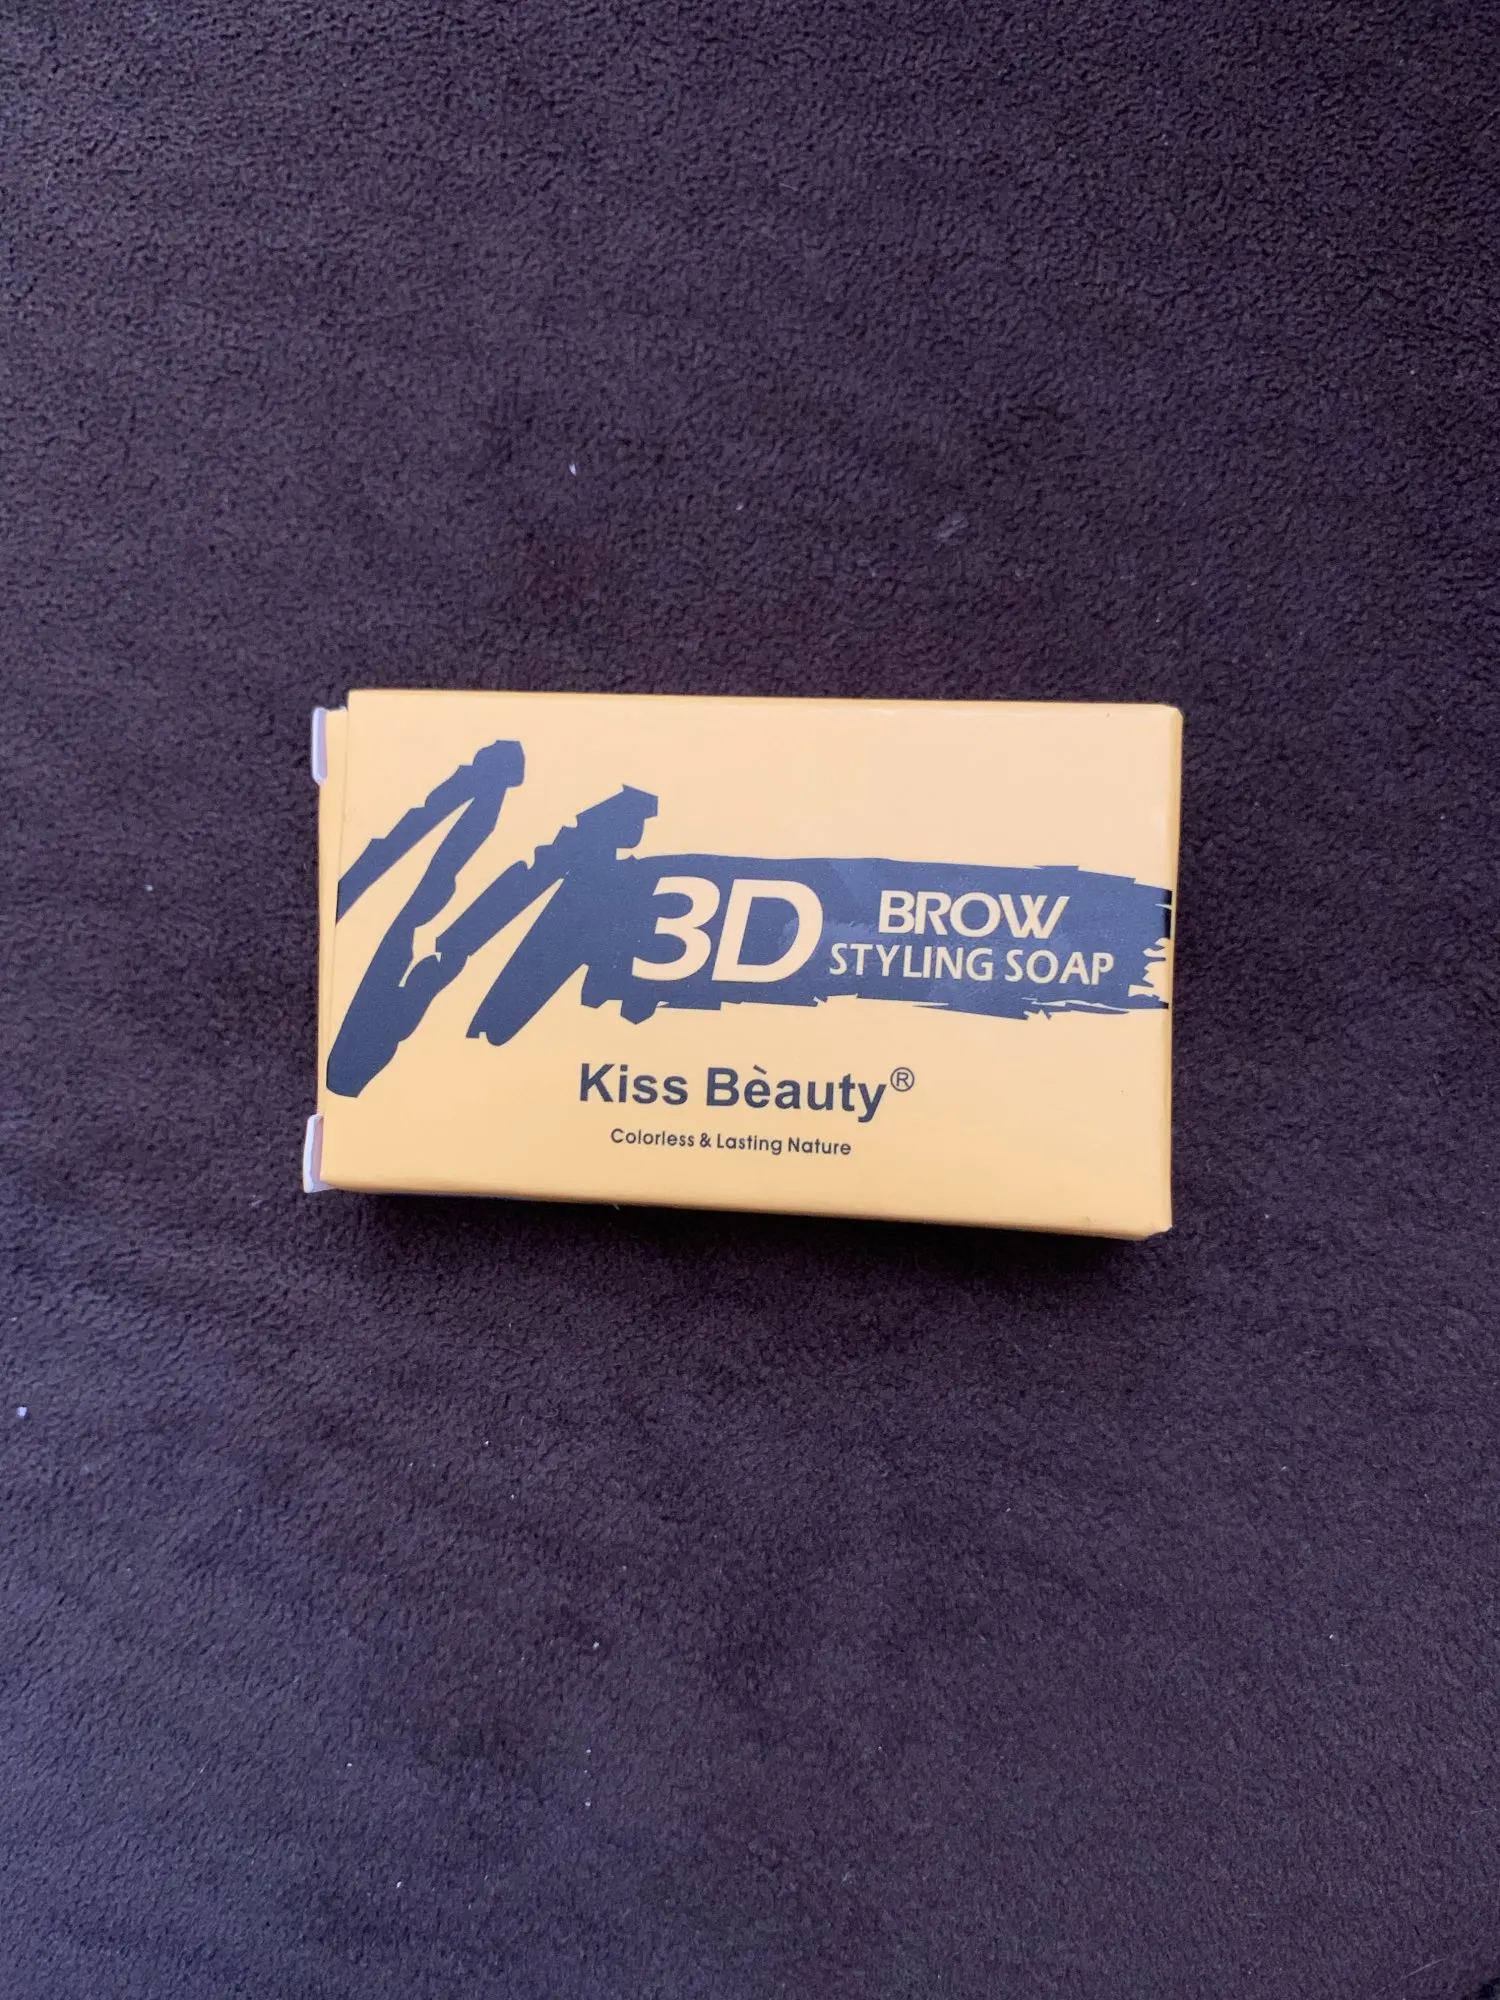 3D BROW
STYLING SOAP
Kiss Bèauty®
Colorless & Lasting Nature